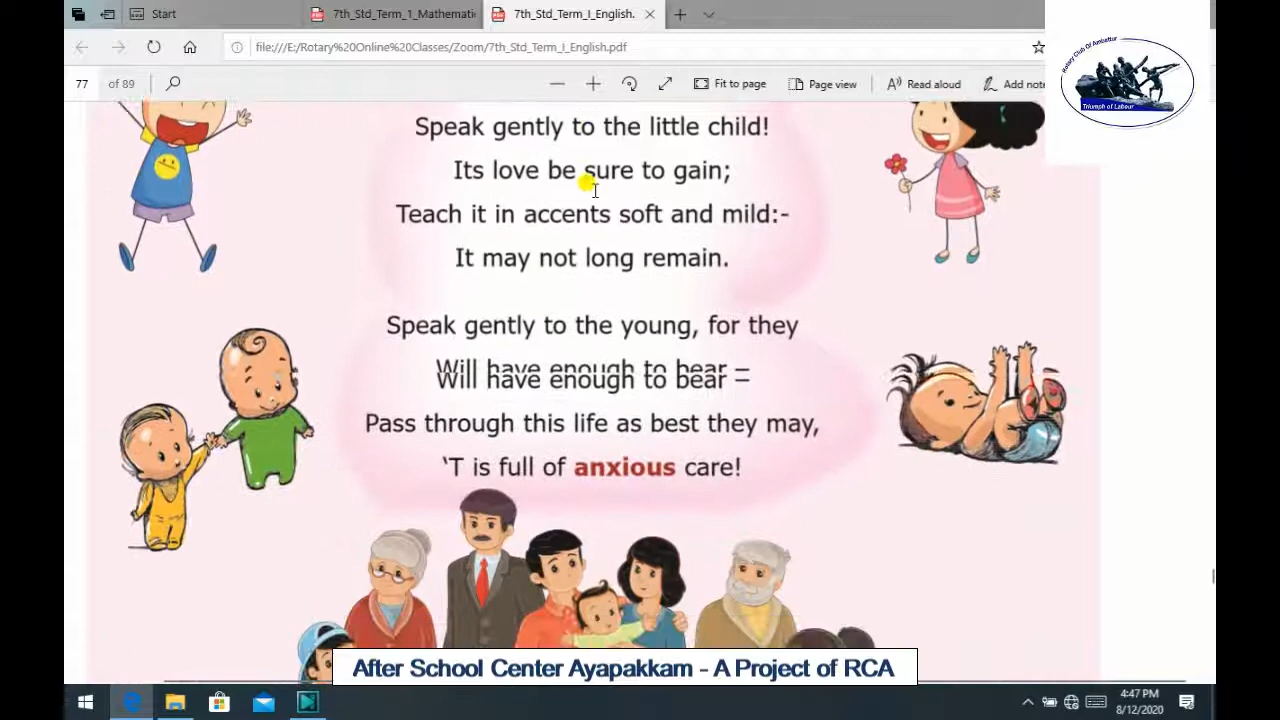 Start
7th_Std_Term_1_Mathemati
7th_Std_Term_I_English.
file:///E:/Rotary%20Online%20Classes/Zoom/7th_Std_Term_I_English.pdf
77 of 89
Fit to page
Page view
Read aloud
Add note
Rotary Club Of Ambattur
Triumph of Labour
Speak gently to the little child!
Its love be sure to gain;
Teach it in accents soft and mild:-
It may not long remain.
Speak gently to the young, for they
Will have enough to bear –
Pass through this life as best they may,
‘T is full of anxious care!
After School Center Ayapakkam - A Project of RCA
4:47 PM
8/12/2020